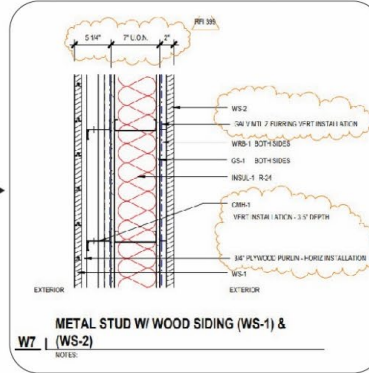 RFI 395
5 1/4" 7" U.O.N. 2"
WS-2
GALV MTL Z FURRING VERT INSTALLATION
WRB-1 BOTH SIDES
GS-1 BOTH SIDES
INSUL-1 R-24
CMH-1
VERT INSTALLATION - 3.5" DEPTH
3/4" PLYWOOD PURLIN - HORIZ INSTALLATION
WS-1
EXTERIOR EXTERIOR
METAL STUD W/ WOOD SIDING (WS-1) &
W7 (WS-2)
NOTES: